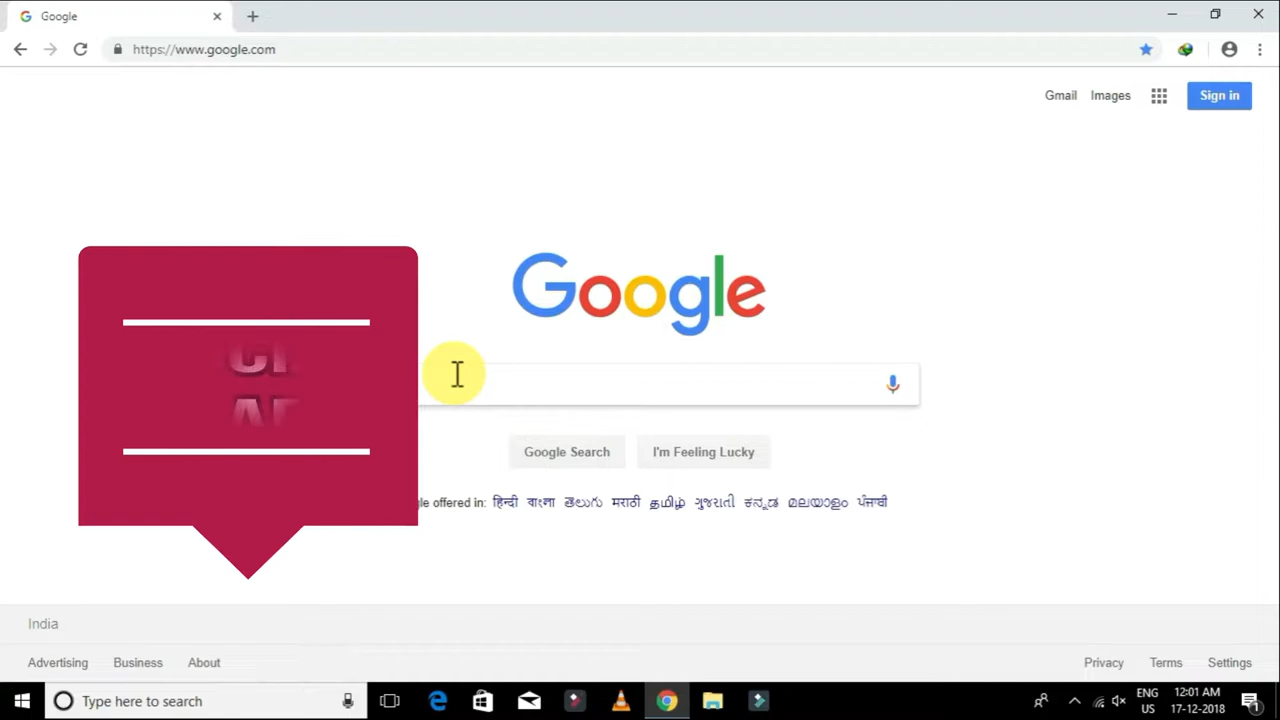 Google
https://www.google.com
Gmail Images Sign in
Google
Google Search I'm Feeling Lucky
offered in: हिन्दी বাংলা తెలుగు मराठी தமிழ் ગુજરાતી ಕನ್ನಡ മലയാളം ਪੰਜਾਬੀ
India
Advertising Business About Privacy Terms Settings
Type here to search
ENG 12:01 AM
US 17-12-2018
1